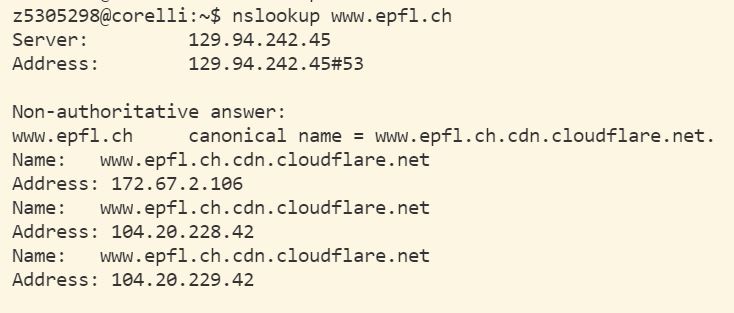 z5305298@corelli:~$ nslookup www.epfl.ch
Server:         129.94.242.45
Address:        129.94.242.45#53

Non-authoritative answer:
www.epfl.ch     canonical name = www.epfl.ch.cdn.cloudflare.net.
Name:   www.epfl.ch.cdn.cloudflare.net
Address: 172.67.2.106
Name:   www.epfl.ch.cdn.cloudflare.net
Address: 104.20.228.42
Name:   www.epfl.ch.cdn.cloudflare.net
Address: 104.20.229.42